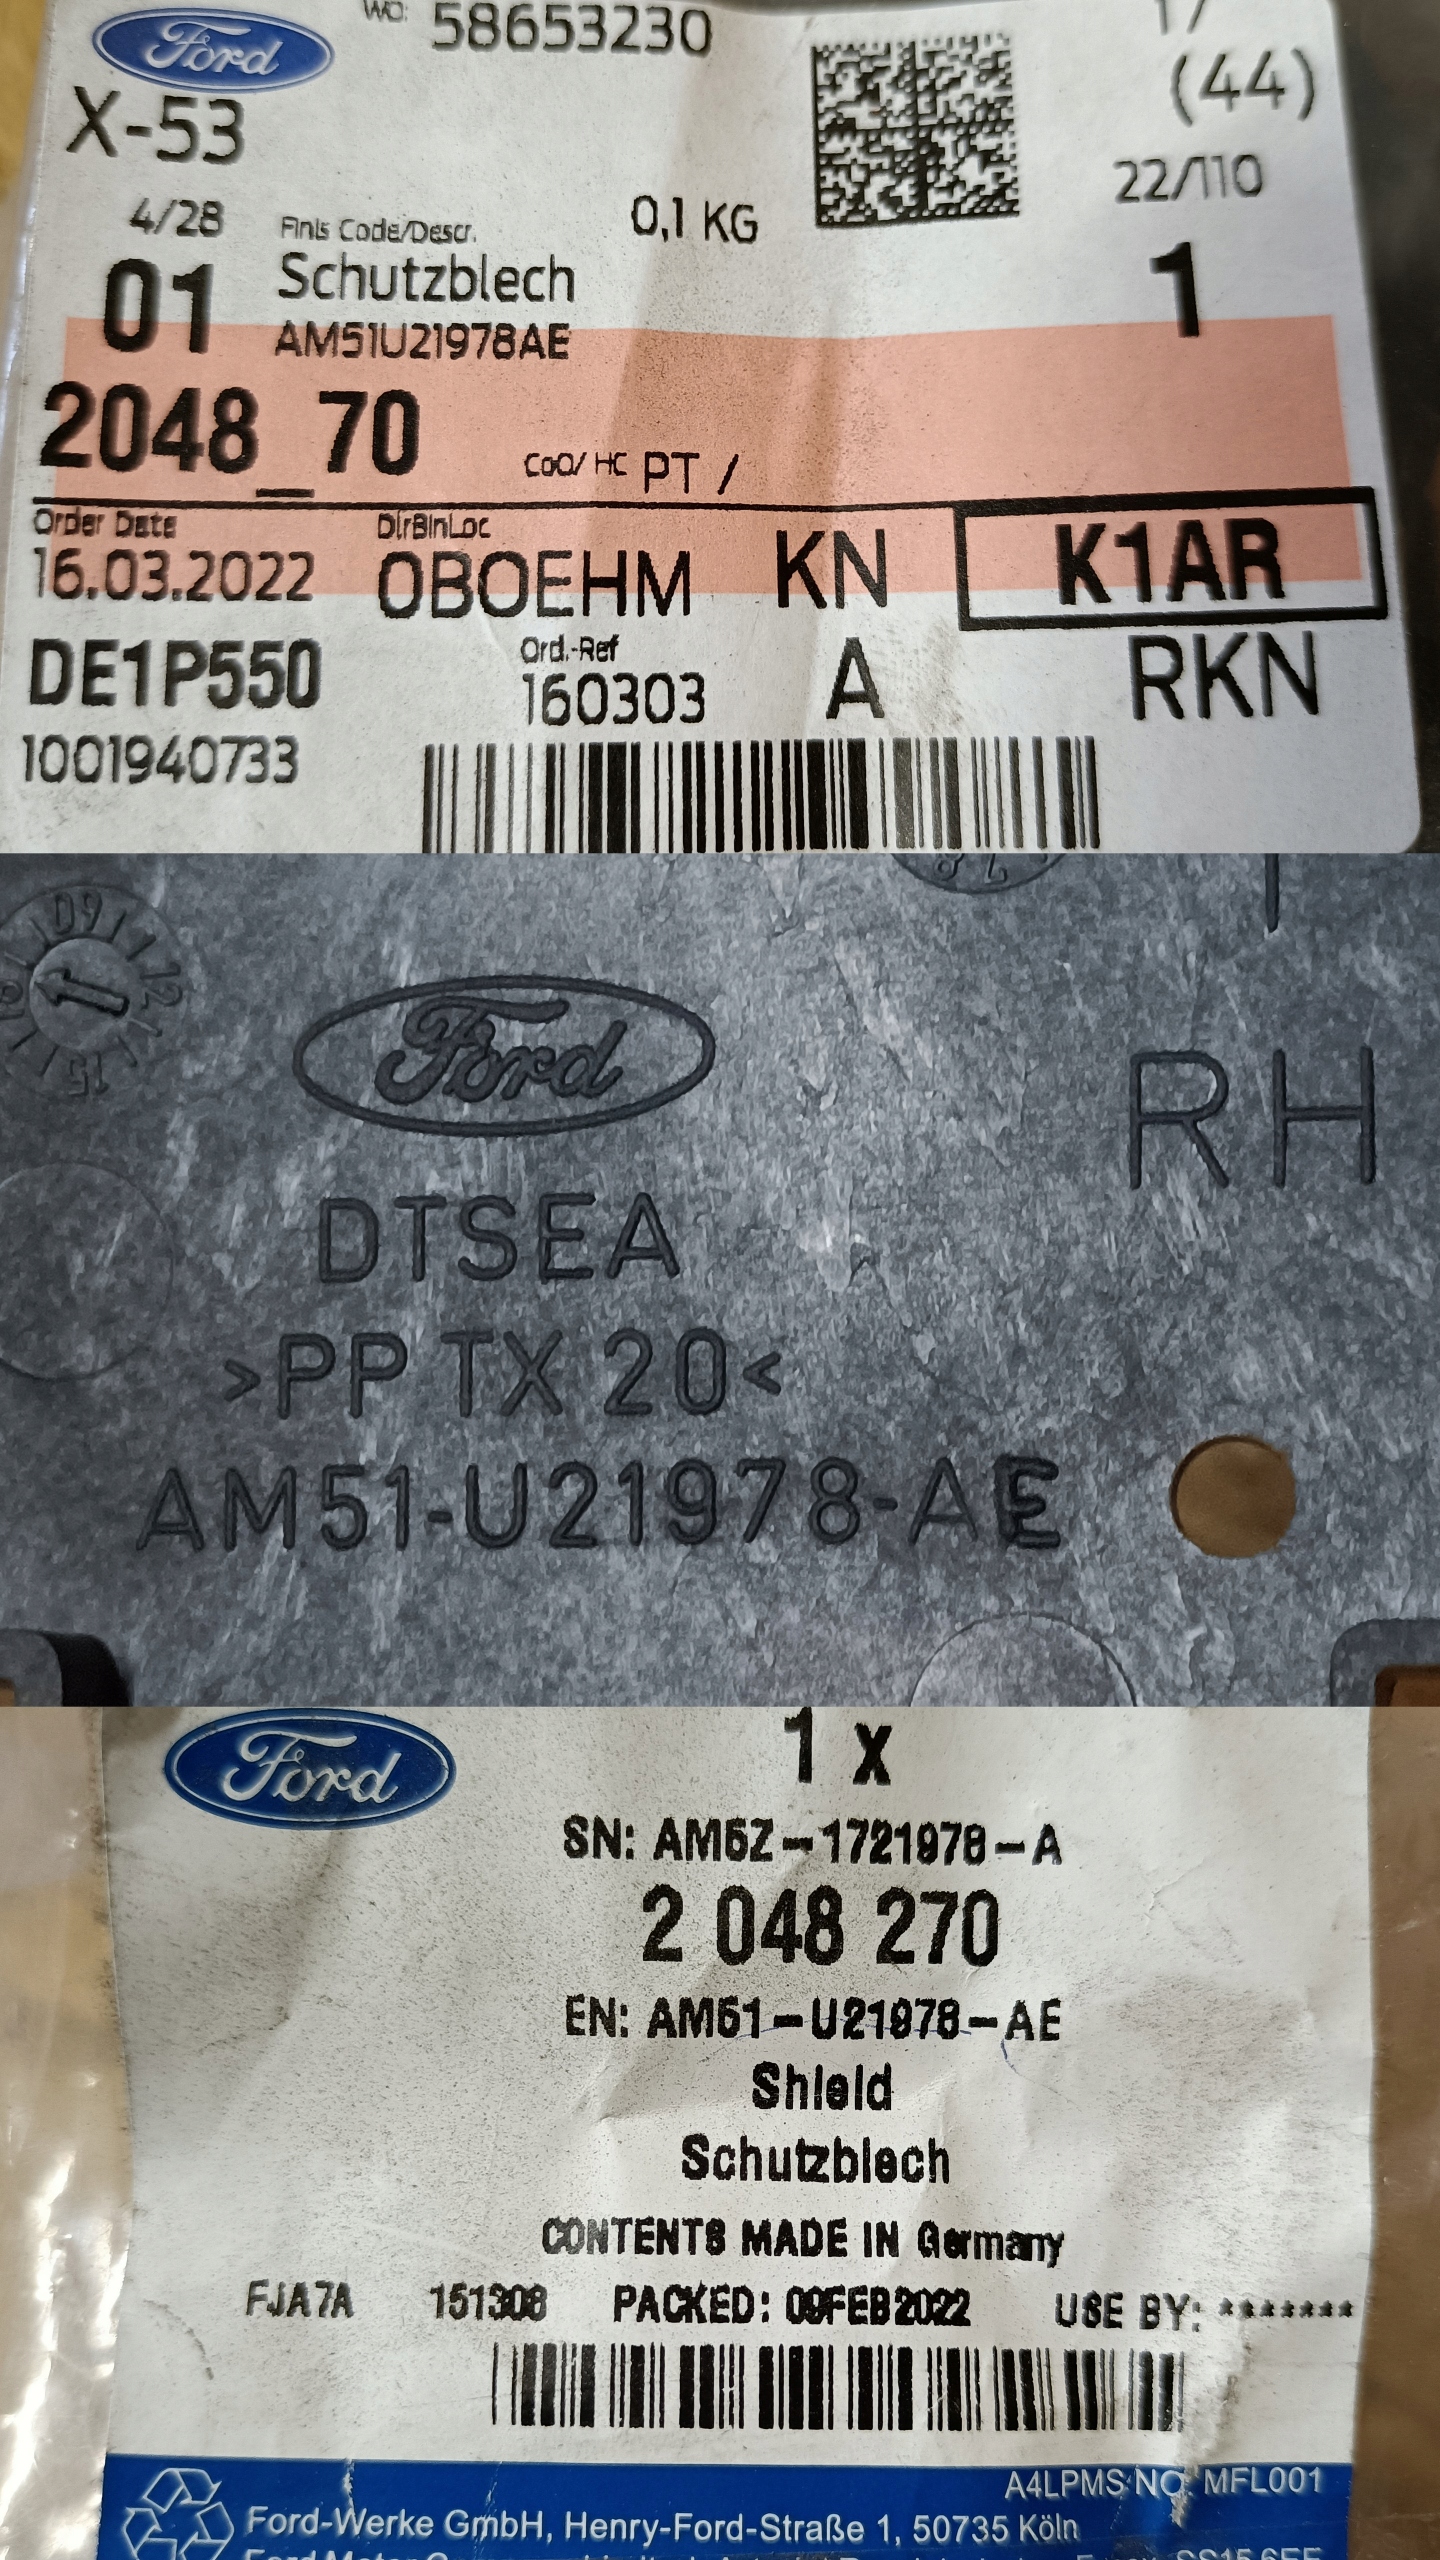 Ford
WO: 58653230
17
X-53
(44)
4/28
Finis Code/Descr.
0,1 KG
22/110
01
Schutzblech
1
AM51U21978AE
2048_70
CoO/ HC PT /
Order Date
DirBinLoc
16.03.2022
OBOEHM
KN
K1AR
DE1P550
Ord.-Ref
160303
A
RKN
1001940733
09
12
15
Ford
RH
DTSEA
>PP TX 20<
AM51-U21978-AE
Ford
1 x
SN: AM5Z-1721978-A
2 048 270
EN: AM51-U21978-AE
Shield
Schutzblech
CONTENTS MADE IN Germany
FJA7A 151308 PACKED: 09FEB2022 USE BY: *******
A4LPMS NO. MFL001
Ford-Werke GmbH, Henry-Ford-Straße 1, 50735 Köln